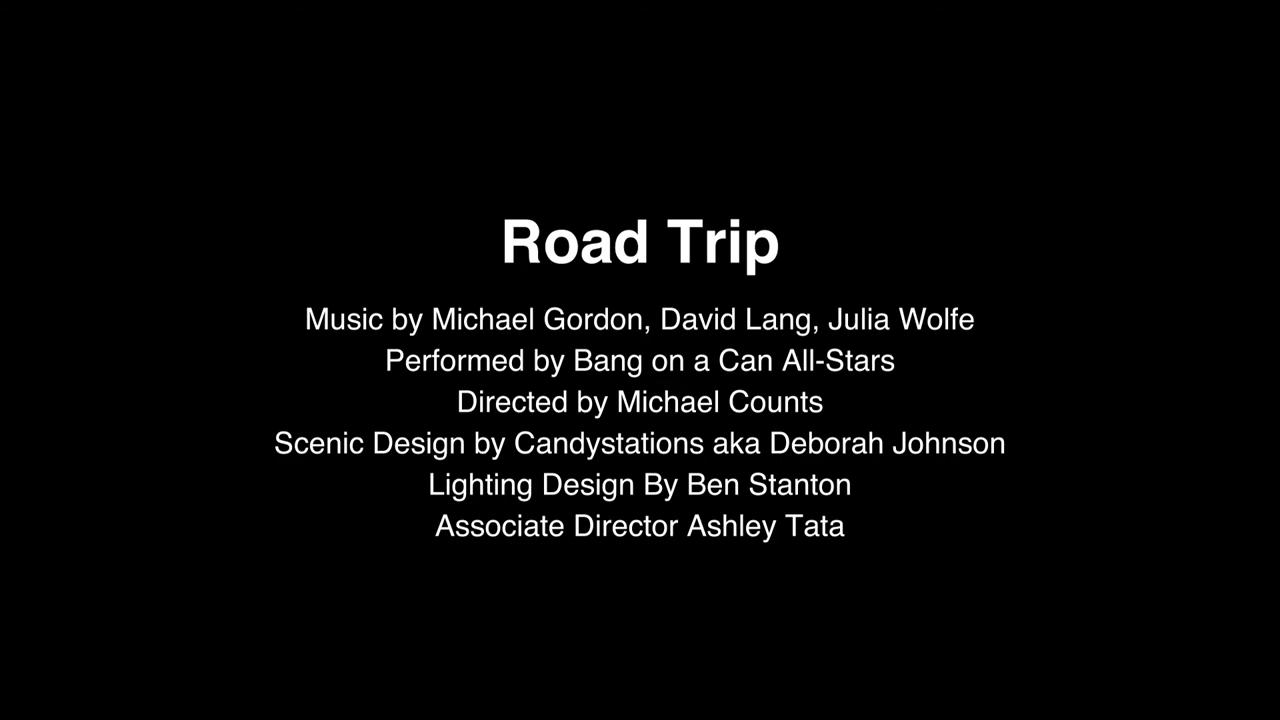 Road Trip
Music by Michael Gordon, David Lang, Julia Wolfe
Performed by Bang on a Can All-Stars
Directed by Michael Counts
Scenic Design by Candystations aka Deborah Johnson
Lighting Design By Ben Stanton
Associate Director Ashley Tata